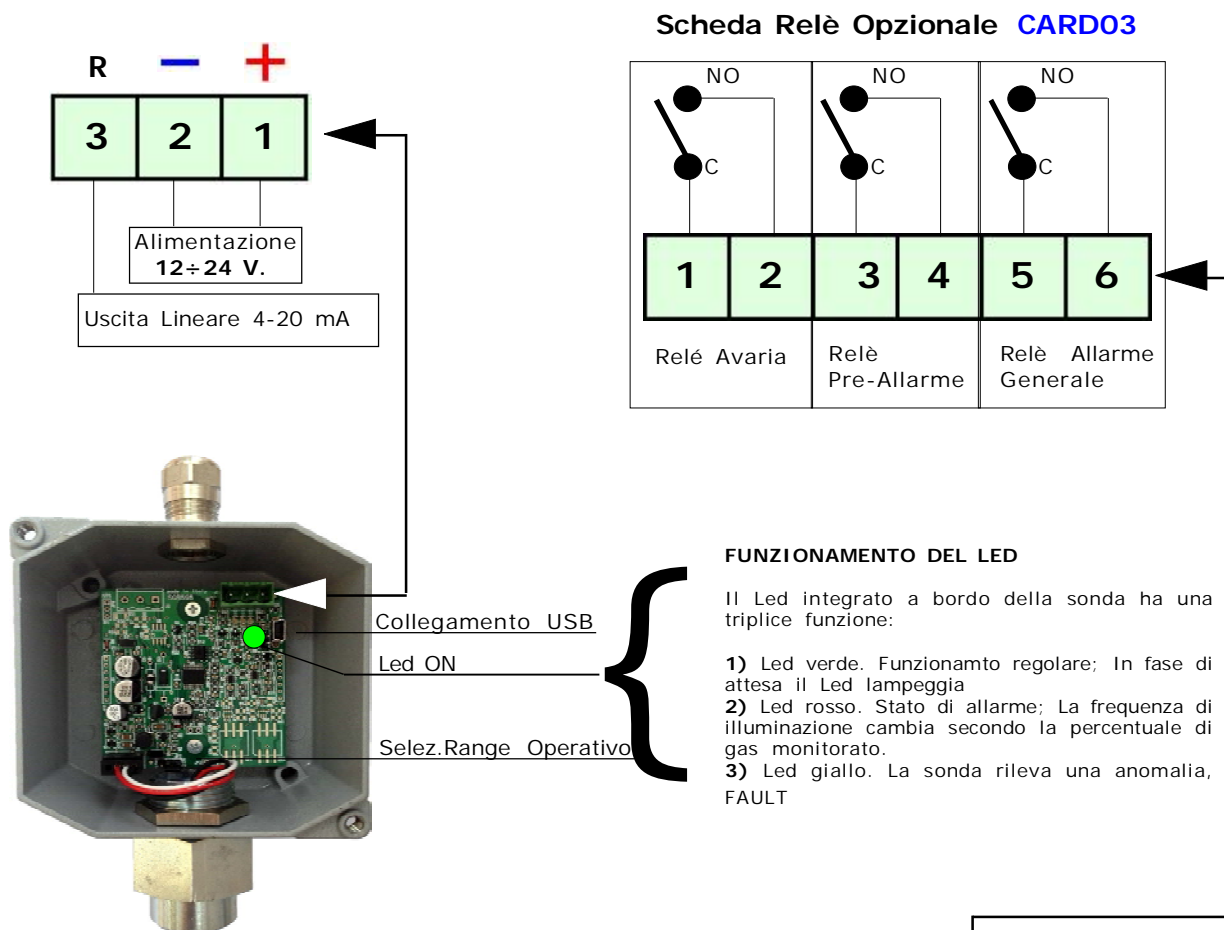 Scheda Relè Opzionale CARD03
R − +
3 2 1
Alimentazione
12÷24 V.
Uscita Lineare 4-20 mA
NO NO NO
C C C
1 2 3 4 5 6
Relé Avaria
Relè
Pre-Allarme
Relè Allarme
Generale
Collegamento USB
Led ON
Selez.Range Operativo
FUNZIONAMENTO DEL LED
Il Led integrato a bordo della sonda ha una
triplice funzione:
1) Led verde. Funzionamto regolare; In fase di
attesa il Led lampeggia
2) Led rosso. Stato di allarme; La frequenza di
illuminazione cambia secondo la percentuale di
gas monitorato.
3) Led giallo. La sonda rileva una anomalia,
FAULT